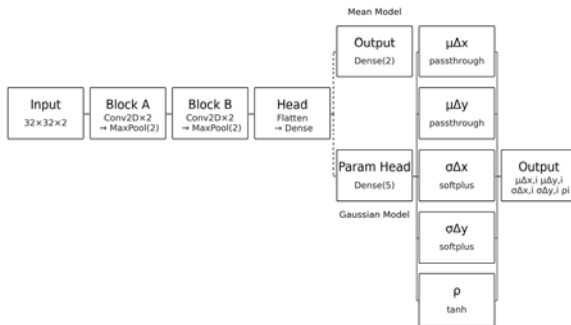 Mean Model
Input
32×32×2
Block A
Conv2D×2
→ MaxPool(2)
Block B
Conv2D×2
→ MaxPool(2)
Head
Flatten
→ Dense
Output
Dense(2)
Param Head
Dense(5)
Gaussian Model
μΔx
passthrough
μΔy
passthrough
σΔx
softplus
σΔy
softplus
ρ
tanh
Output
μΔx,i μΔy,i
σΔx,i σΔy,i ρi